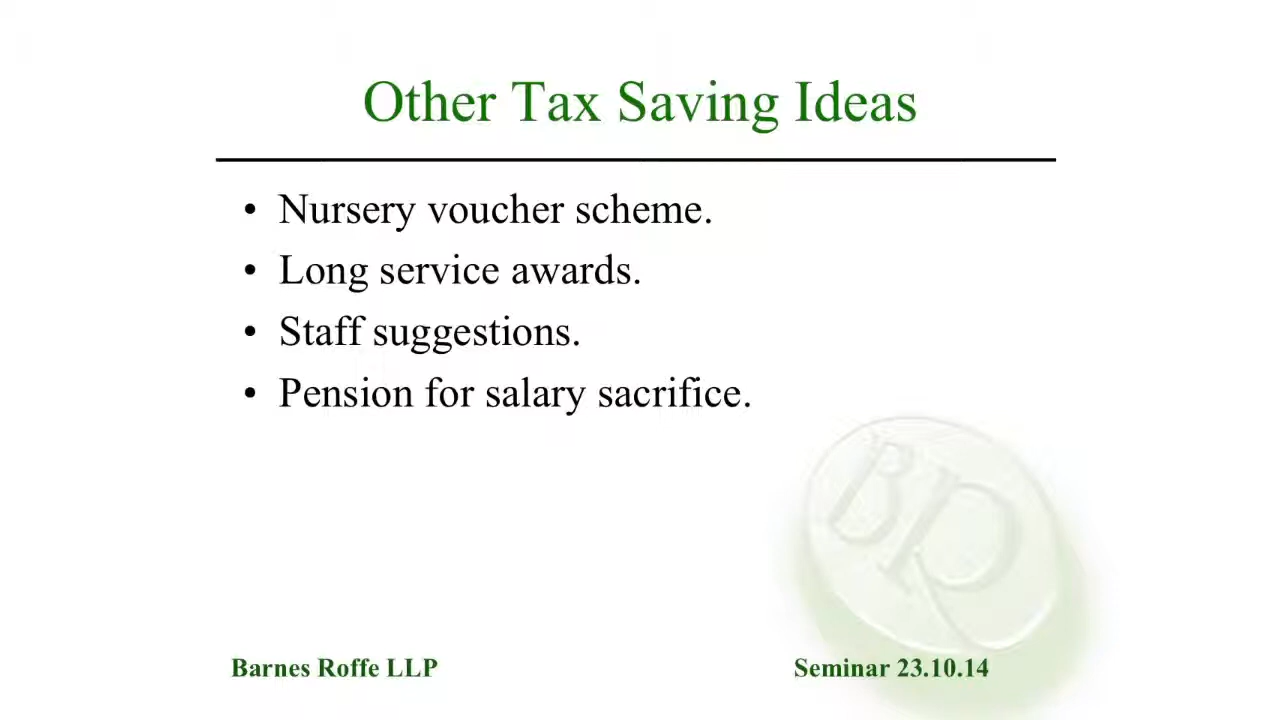 Other Tax Saving Ideas
• Nursery voucher scheme.
• Long service awards.
• Staff suggestions.
• Pension for salary sacrifice.
BR
Barnes Roffe LLP
Seminar 23.10.14